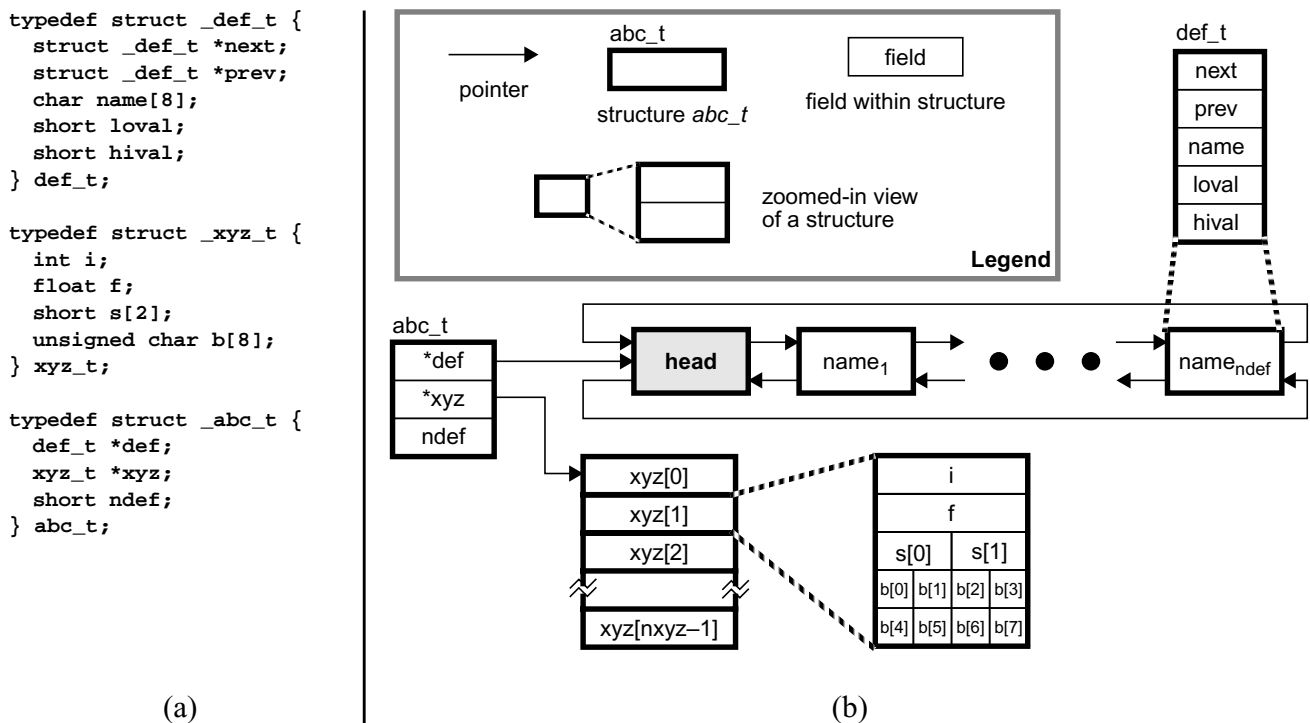 typedef struct _def_t {
struct _def_t *next;
struct _def_t *prev;
char name[8];
short loval;
short hival;
} def_t;
typedef struct _xyz_t {
int i;
float f;
short s[2];
unsigned char b[8];
} xyz_t;
typedef struct _abc_t {
def_t *def;
xyz_t *xyz;
short ndef;
} abc_t;
(a)
abc_t
pointer
structure abc_t
field
field within structure
zoomed-in view
of a structure
Legend
def_t
next
prev
name
loval
hival
abc_t
*def
*xyz
ndef
head
name1
namendef
xyz[0]
xyz[1]
xyz[2]
xyz[nxyz–1]
i
f
s[0] s[1]
b[0] b[1] b[2] b[3]
b[4] b[5] b[6] b[7]
(b)